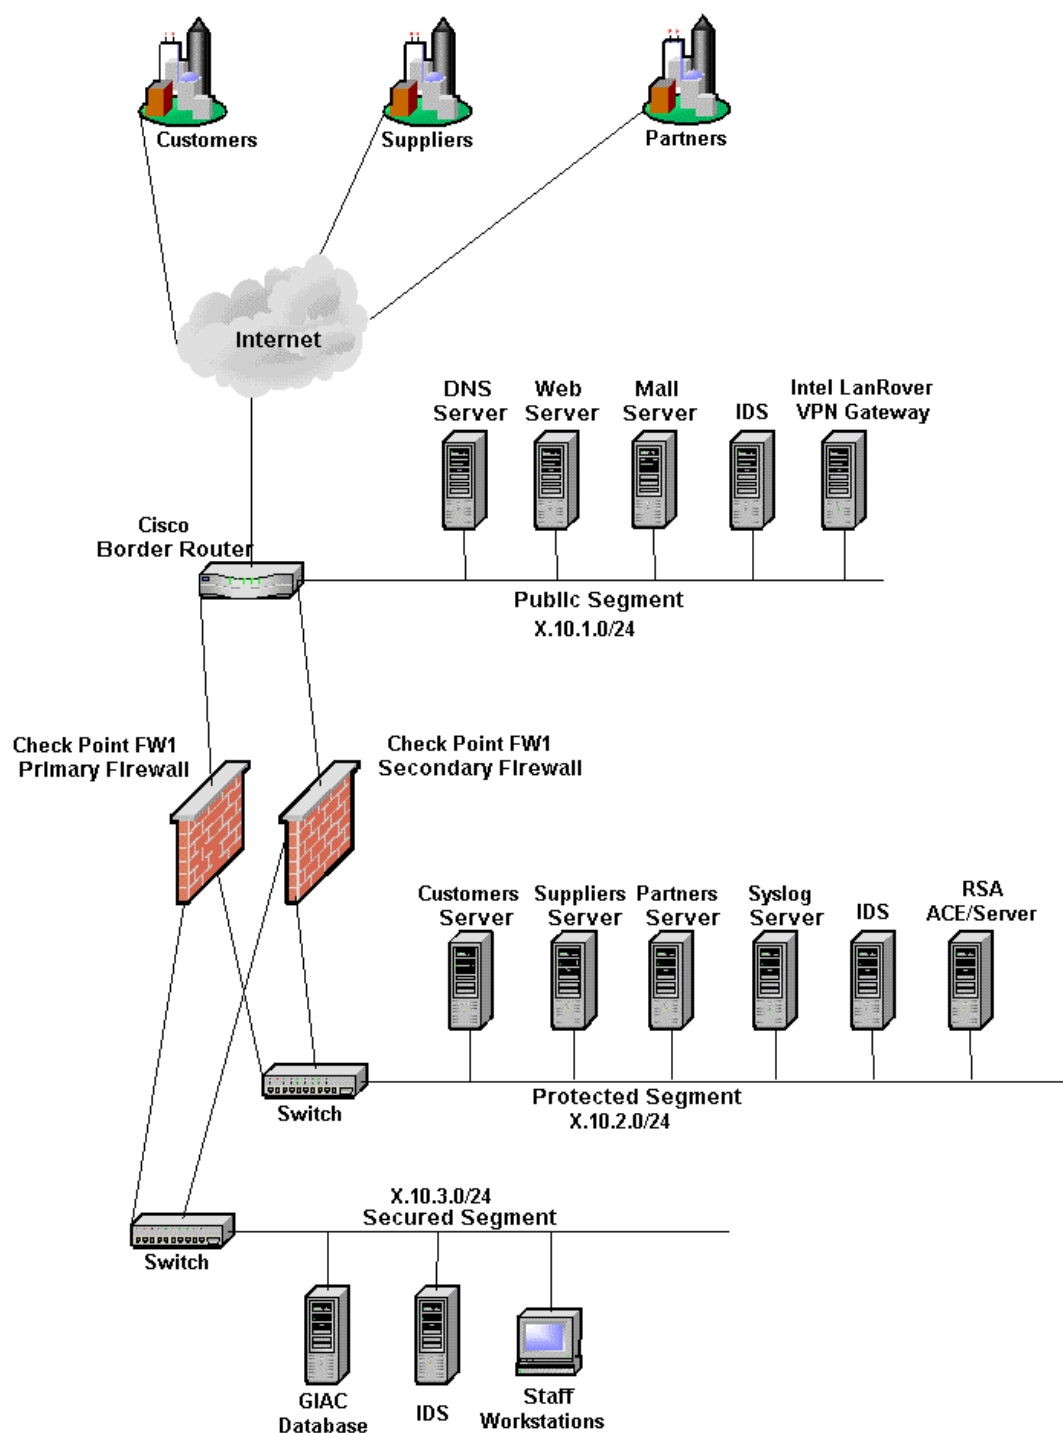 Customers
Suppliers
Partners
Internet
DNS
Server
Web
Server
Mail
Server
IDS
Intel LanRover
VPN Gateway
Cisco
Border Router
Public Segment
X.10.1.0/24
Check Point FW1
Primary Firewall
Check Point FW1
Secondary Firewall
Customers
Server
Suppliers
Server
Partners
Server
Syslog
Server
IDS
RSA
ACE/Server
Switch
Protected Segment
X.10.2.0/24
X.10.3.0/24
Secured Segment
Switch
GIAC
Database
IDS
Staff
Workstations